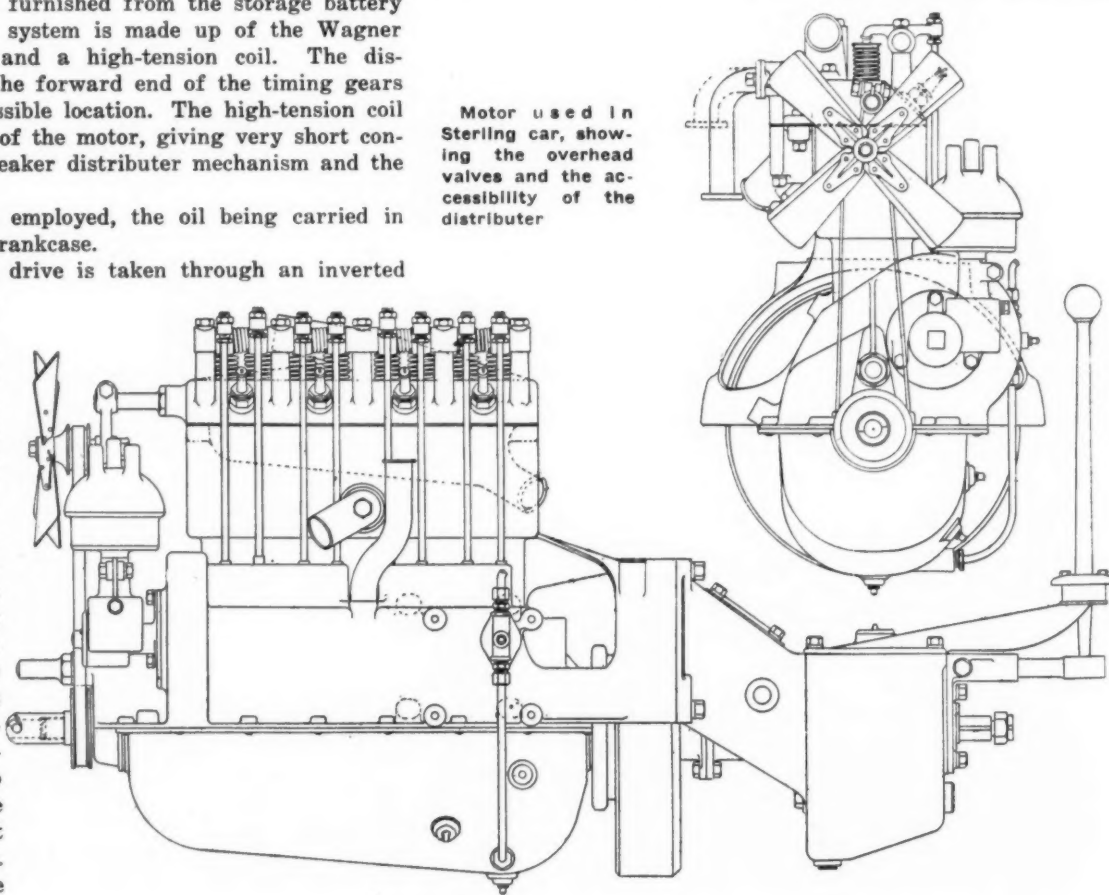 furnished from the storage battery
system is made up of the Wagner
and a high-tension coil. The dis-
he forward end of the timing gears
ssible location. The high-tension coil
of the motor, giving very short con-
eaker distributer mechanism and the
employed, the oil being carried in
rankcase.
drive is taken through an inverted
Motor used in
Sterling car, show-
ing the overhead
valves and the ac-
cessibility of the
distributer